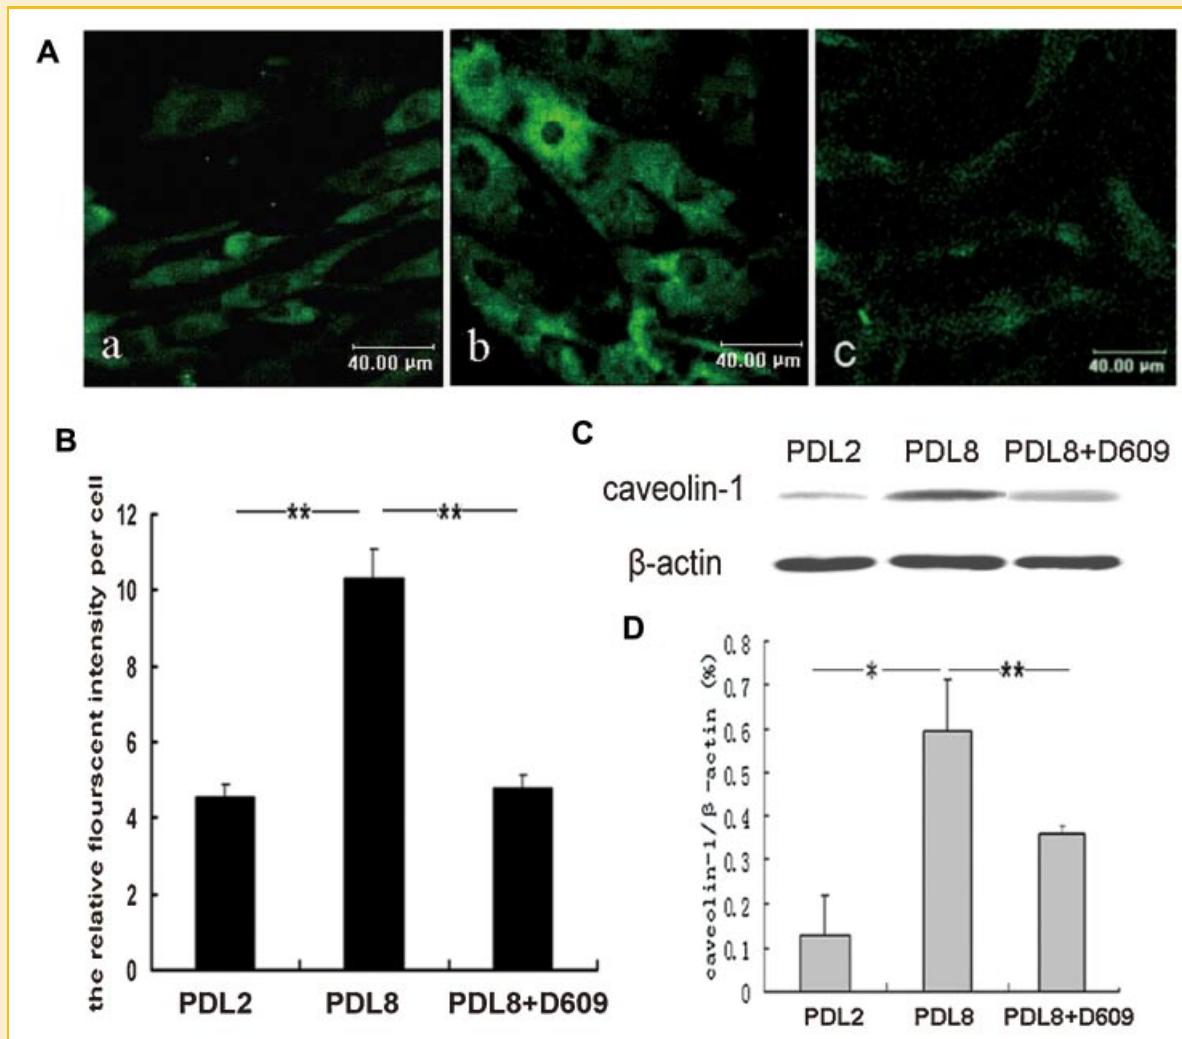 A
a
40.00 µm
b
40.00 µm
c
40.00 µm
B
the relative flourscent intensity per cell
12
10
8
6
4
2
0
**
**
PDL2
PDL8
PDL8+D609
C
PDL2 PDL8 PDL8+D609
caveolin-1
β-actin
D
caveolin-1/β-actin (%)
0.8
0.7
0.6
0.5
0.4
0.3
0.2
0.1
0
*
**
PDL2
PDL8
PDL8+D609